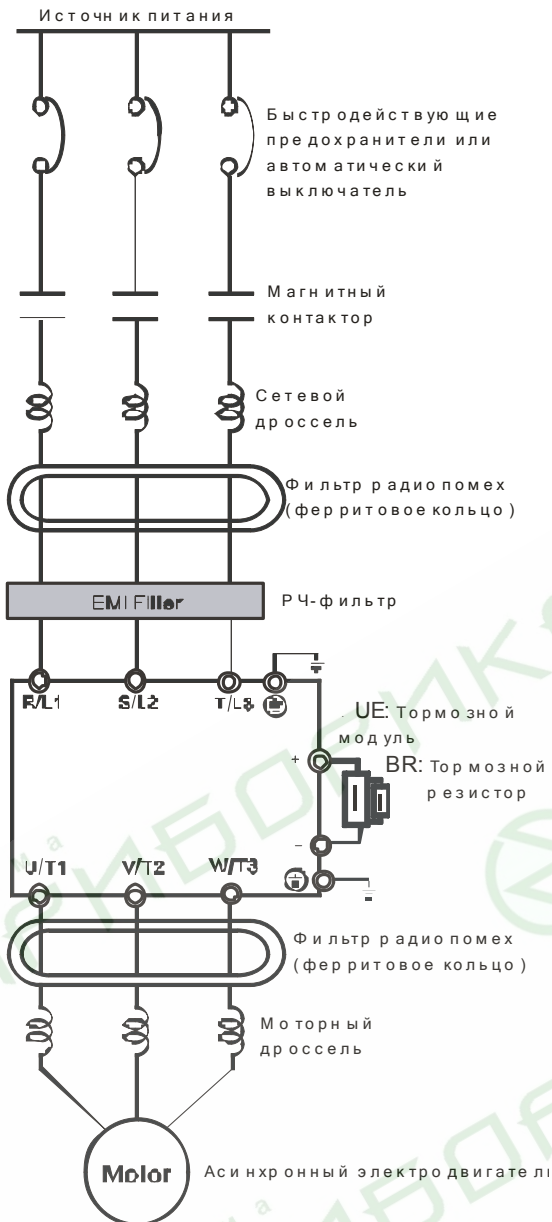 Источник питания
Быстродействующие
предохранители или
автоматический
выключатель
Магнитный
контактор
Сетевой
дроссель
Фильтр радиопомех
(ферритовое кольцо)
EMI Filter
РЧ-фильтр
R/L1 S/L2 T/L3
UE: Тормозной
модуль
+
BR: Тормозной
резистор
−
U/T1 V/T2 W/T3
Фильтр радиопомех
(ферритовое кольцо)
Моторный
дроссель
Motor
Асинхронный электродвигатель